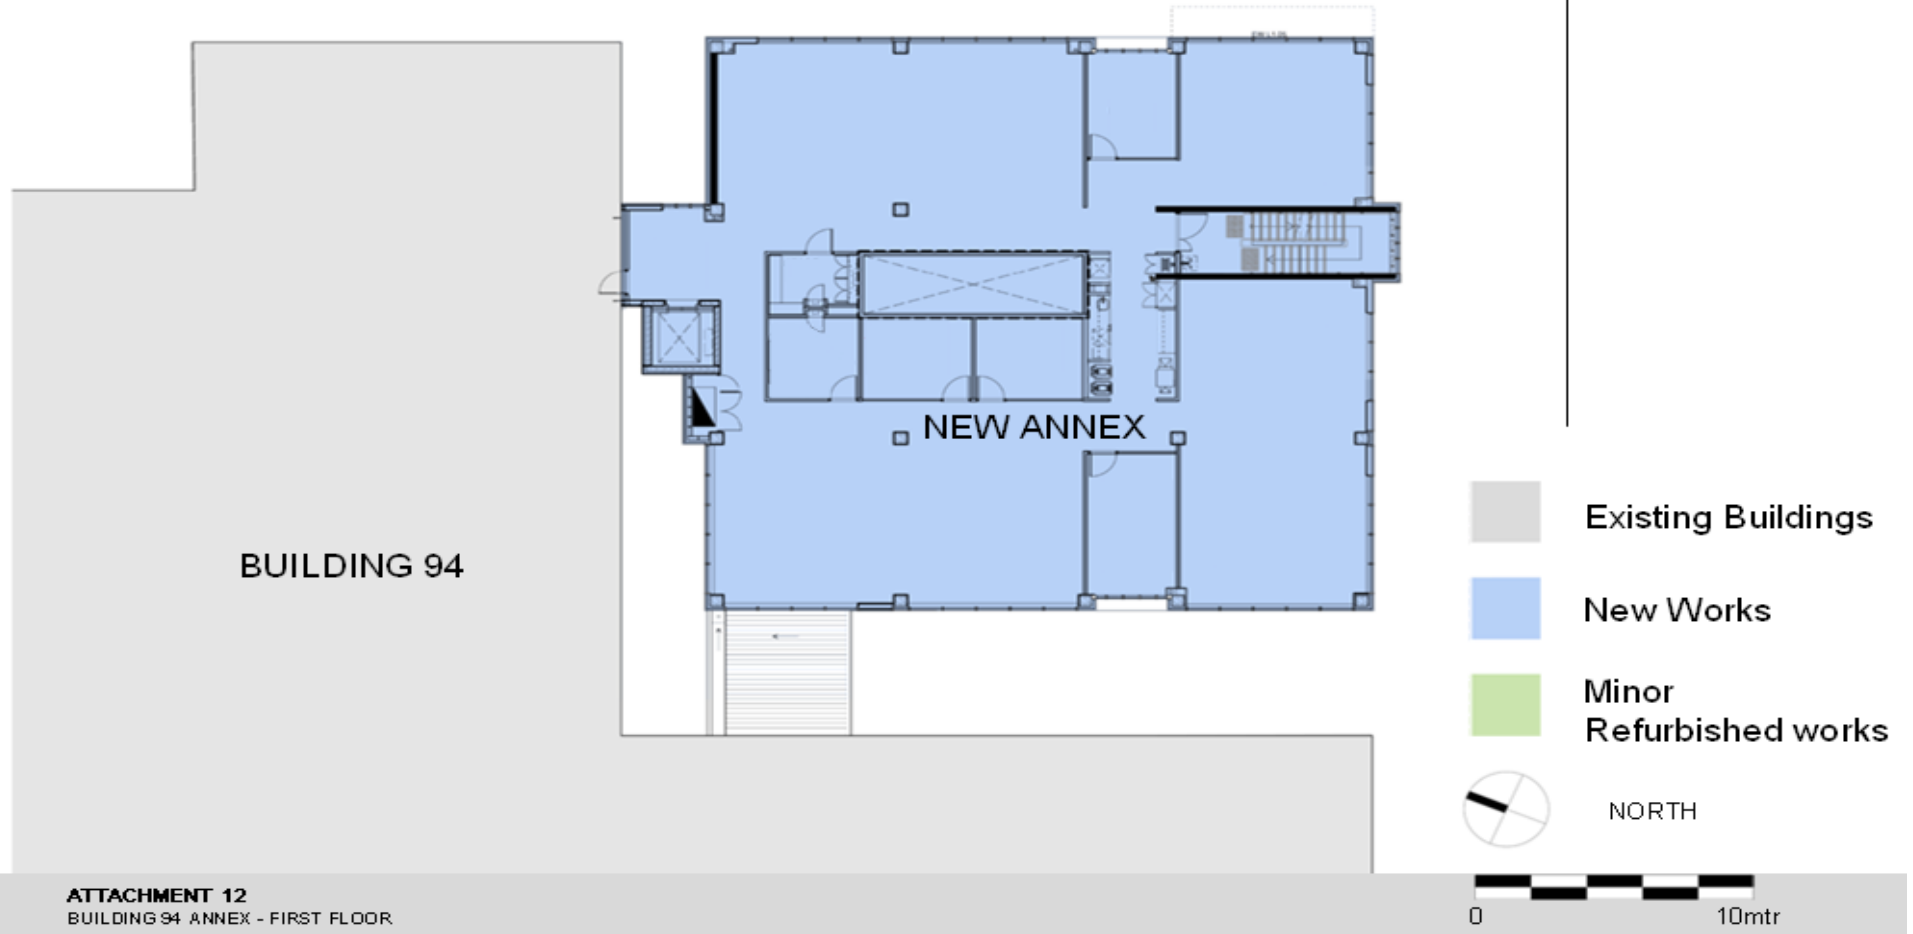 NEW ANNEX
BUILDING 94
Existing Buildings
New Works
Minor
Refurbished works
NORTH
ATTACHMENT 12
BUILDING 94 ANNEX - FIRST FLOOR
0
10mtr